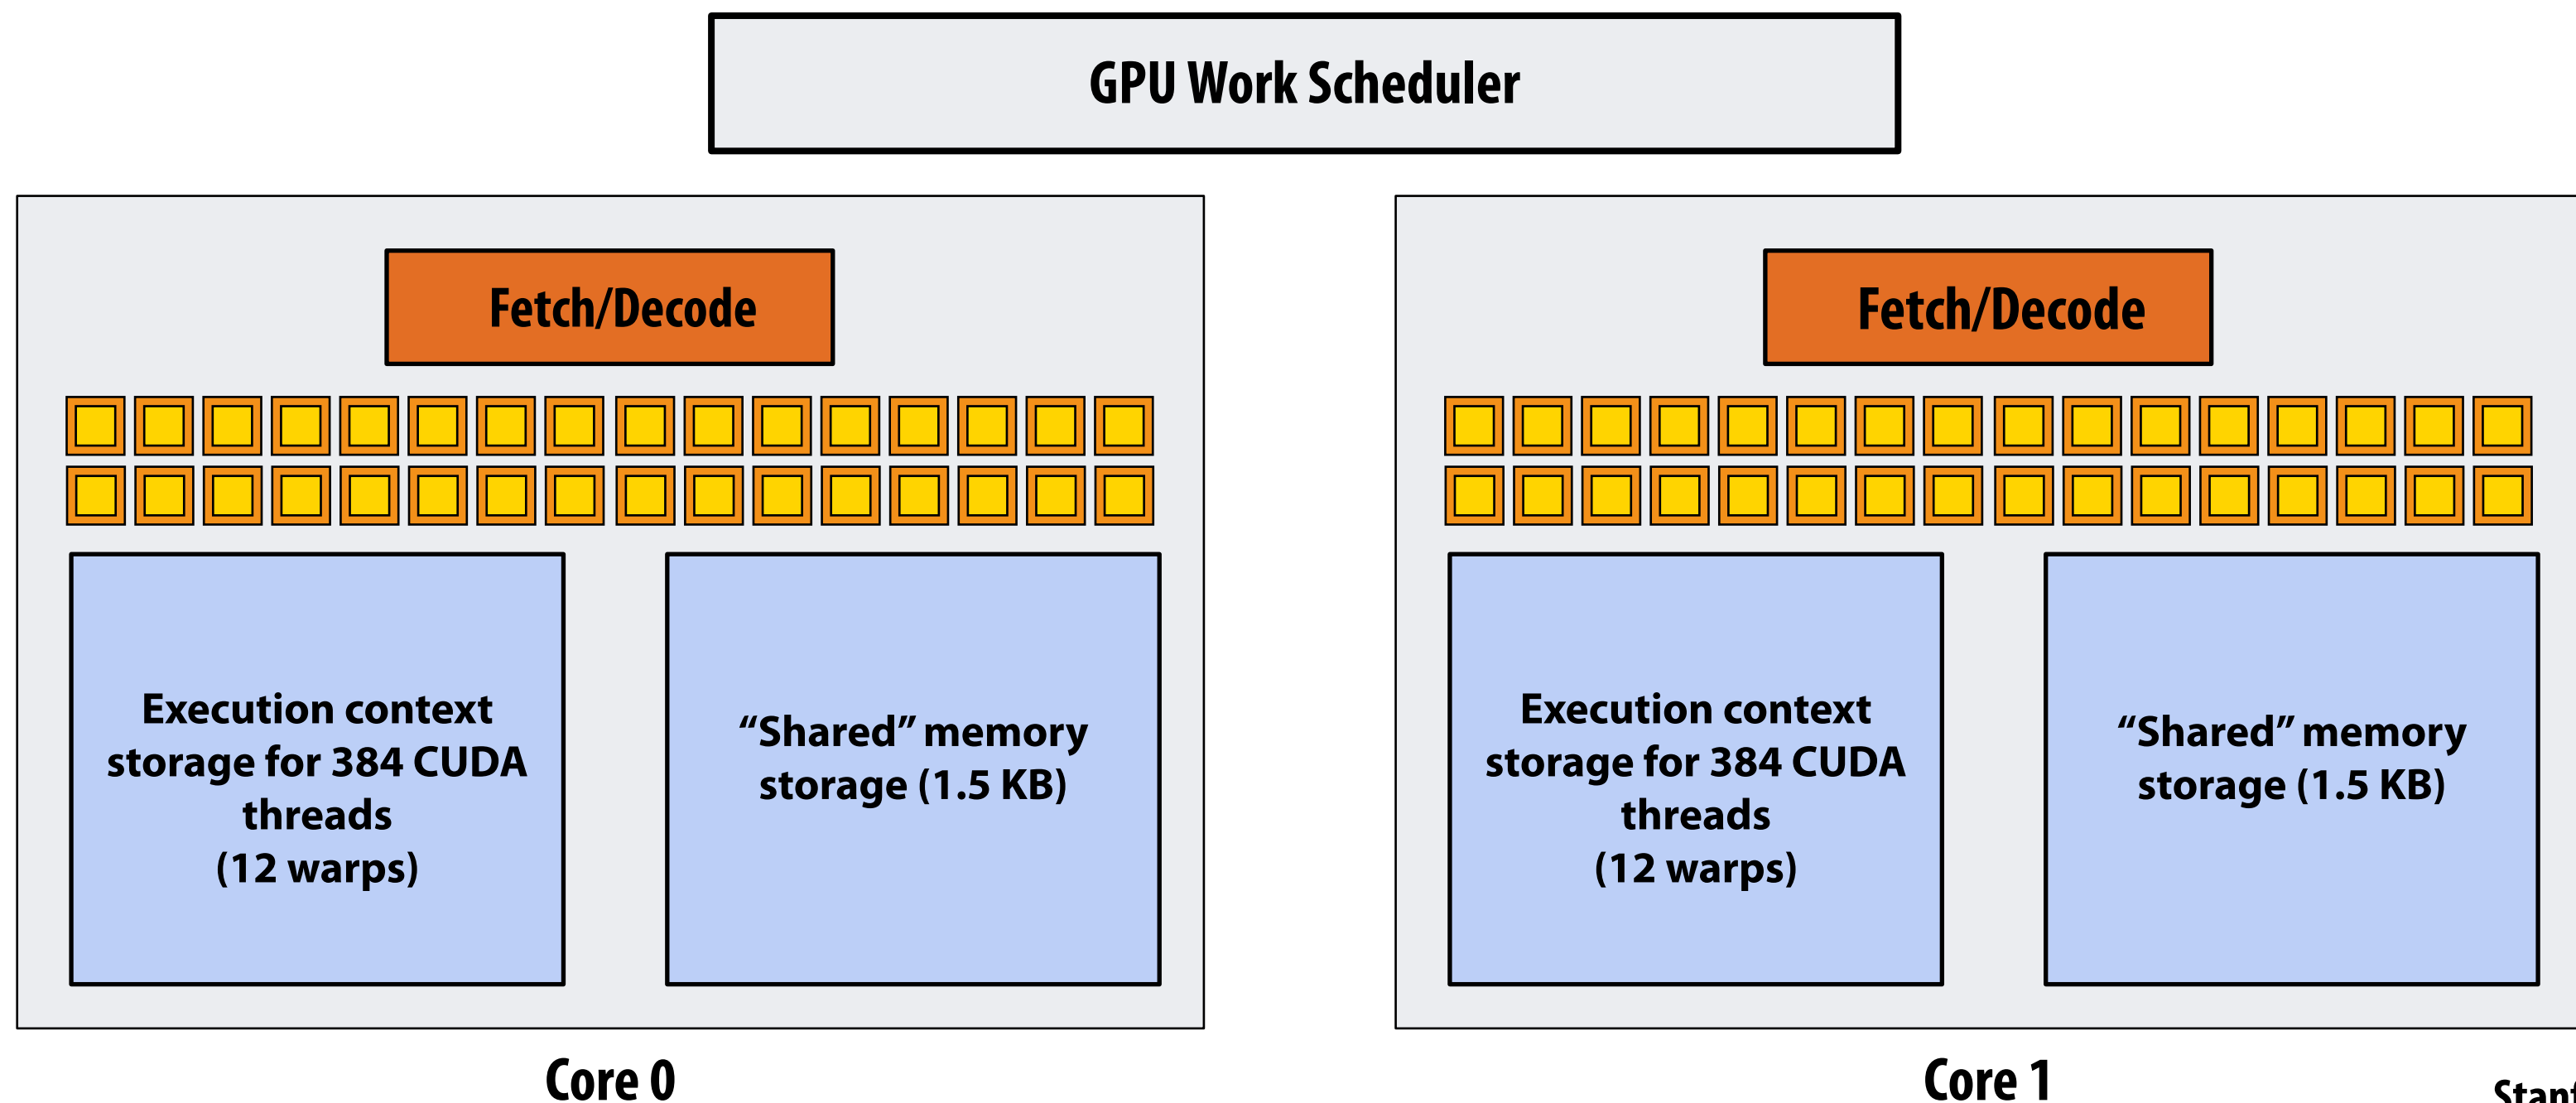 GPU Work Scheduler
Fetch/Decode
Execution context
storage for 384 CUDA
threads
(12 warps)
“Shared” memory
storage (1.5 KB)
Core 0
Fetch/Decode
Execution context
storage for 384 CUDA
threads
(12 warps)
“Shared” memory
storage (1.5 KB)
Core 1